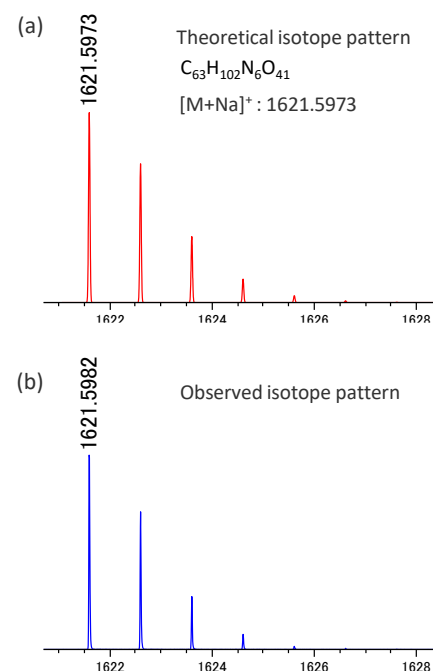 (a)
Theoretical isotope pattern
C₆₃H₁₀₂N₆O₄₁
[M+Na]⁺ : 1621.5973
1621.5973
1622 1624 1626 1628
(b)
Observed isotope pattern
1621.5982
1622 1624 1626 1628